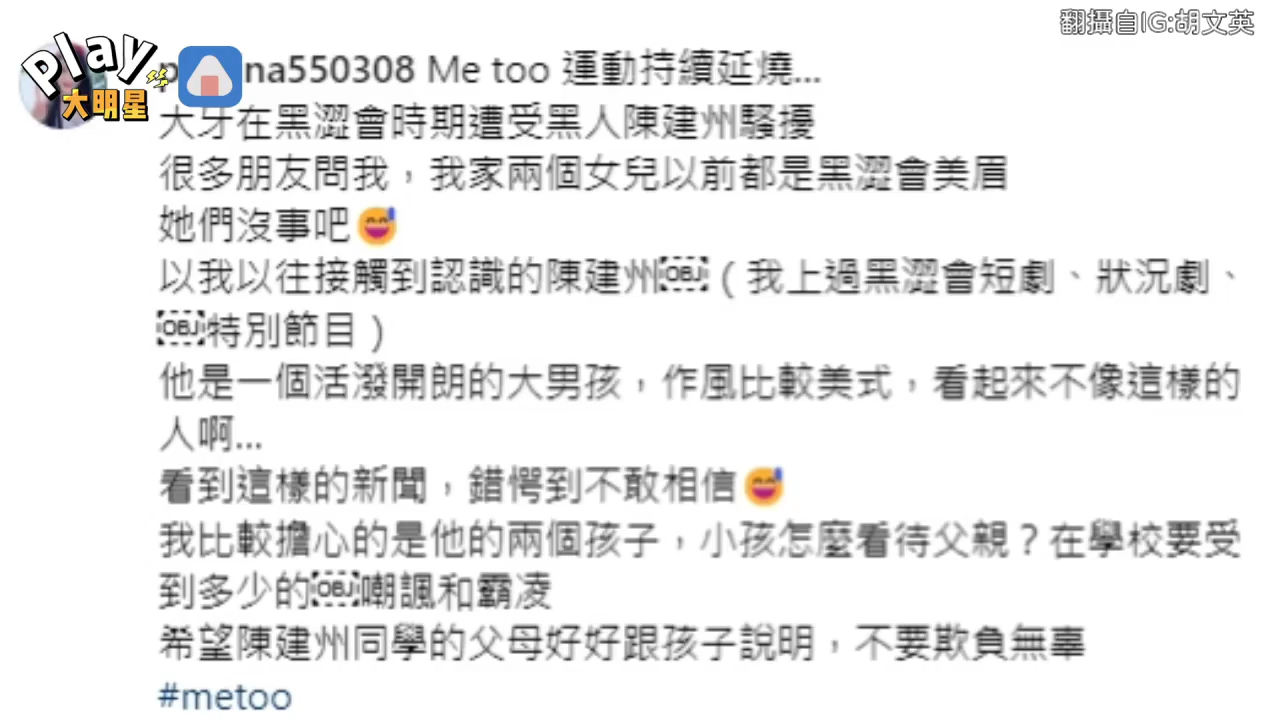 翻攝自IG:胡文英
Play
大明星
na550308 Me too 運動持續延燒...
大牙在黑澀會時期遭受黑人陳建州騷擾
很多朋友問我，我家兩個女兒以前都是黑澀會美眉
她們沒事吧😅
以我以往接觸到認識的陳建州￼（我上過黑澀會短劇、狀況劇、
￼特別節目）
他是一個活潑開朗的大男孩，作風比較美式，看起來不像這樣的
人啊...
看到這樣的新聞，錯愕到不敢相信😅
我比較擔心的是他的兩個孩子，小孩怎麼看待父親？在學校要受
到多少的￼嘲諷和霸凌
希望陳建州同學的父母好好跟孩子說明，不要欺負無辜
#metoo